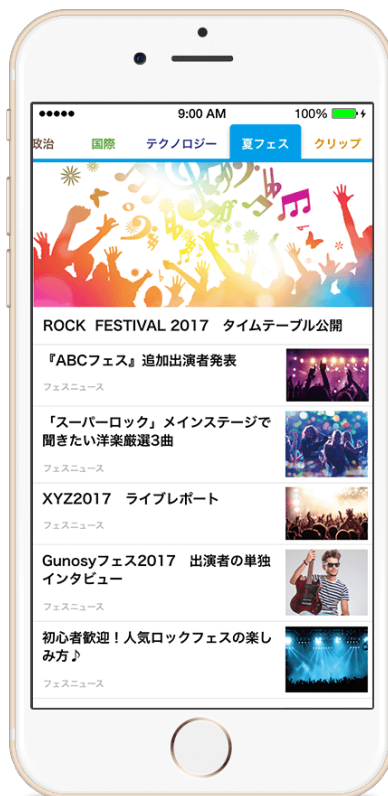 9:00 AM 100%
政治 国際 テクノロジー 夏フェス クリップ
ROCK FESTIVAL 2017 タイムテーブル公開
『ABCフェス』追加出演者発表
フェスニュース
「スーパーロック」メインステージで
聞きたい洋楽厳選3曲
フェスニュース
XYZ2017 ライブレポート
フェスニュース
Gunosyフェス2017 出演者の単独
インタビュー
フェスニュース
初心者歓迎！人気ロックフェスの楽し
み方♪
フェスニュース